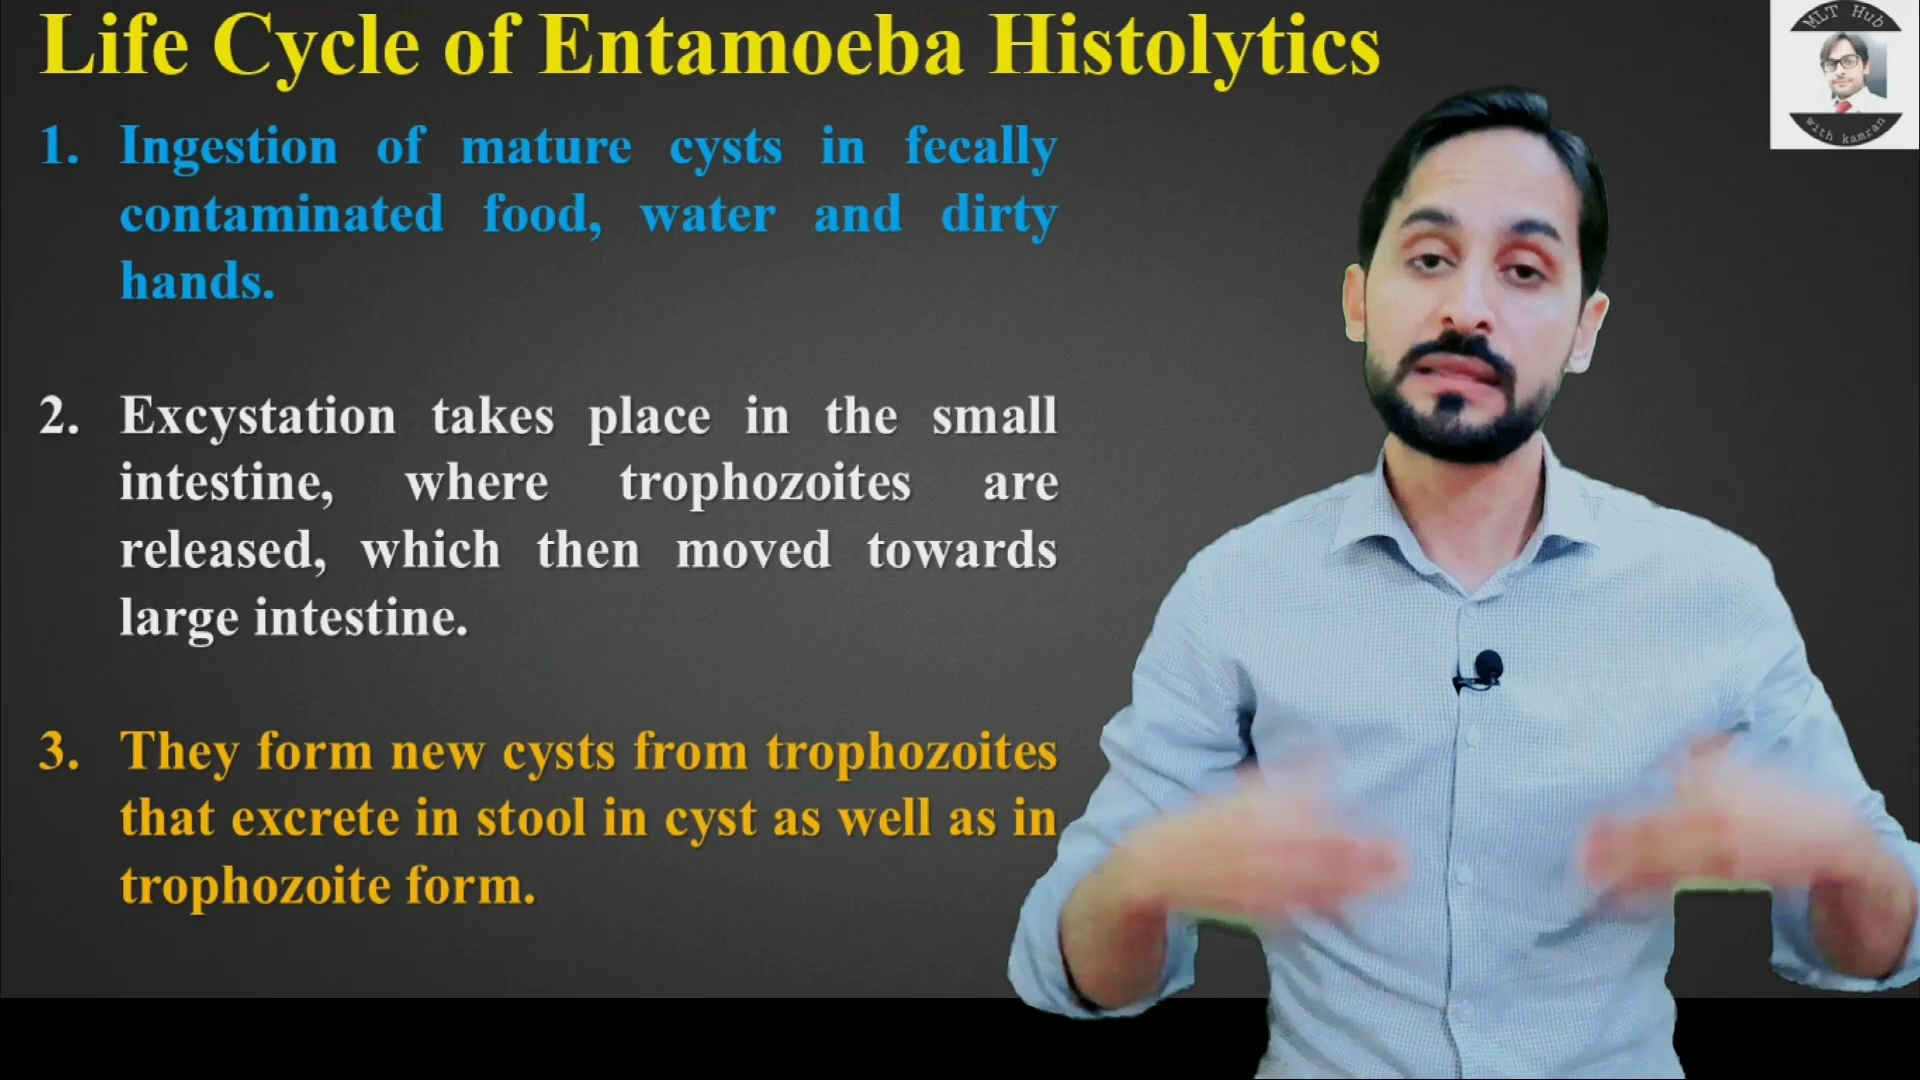 Life Cycle of Entamoeba Histolytics
MLT Hub
with kamran
1. Ingestion of mature cysts in fecally
contaminated food, water and dirty
hands.
2. Excystation takes place in the small
intestine, where trophozoites are
released, which then moved towards
large intestine.
3. They form new cysts from trophozoites
that excrete in stool in cyst as well as in
trophozoite form.